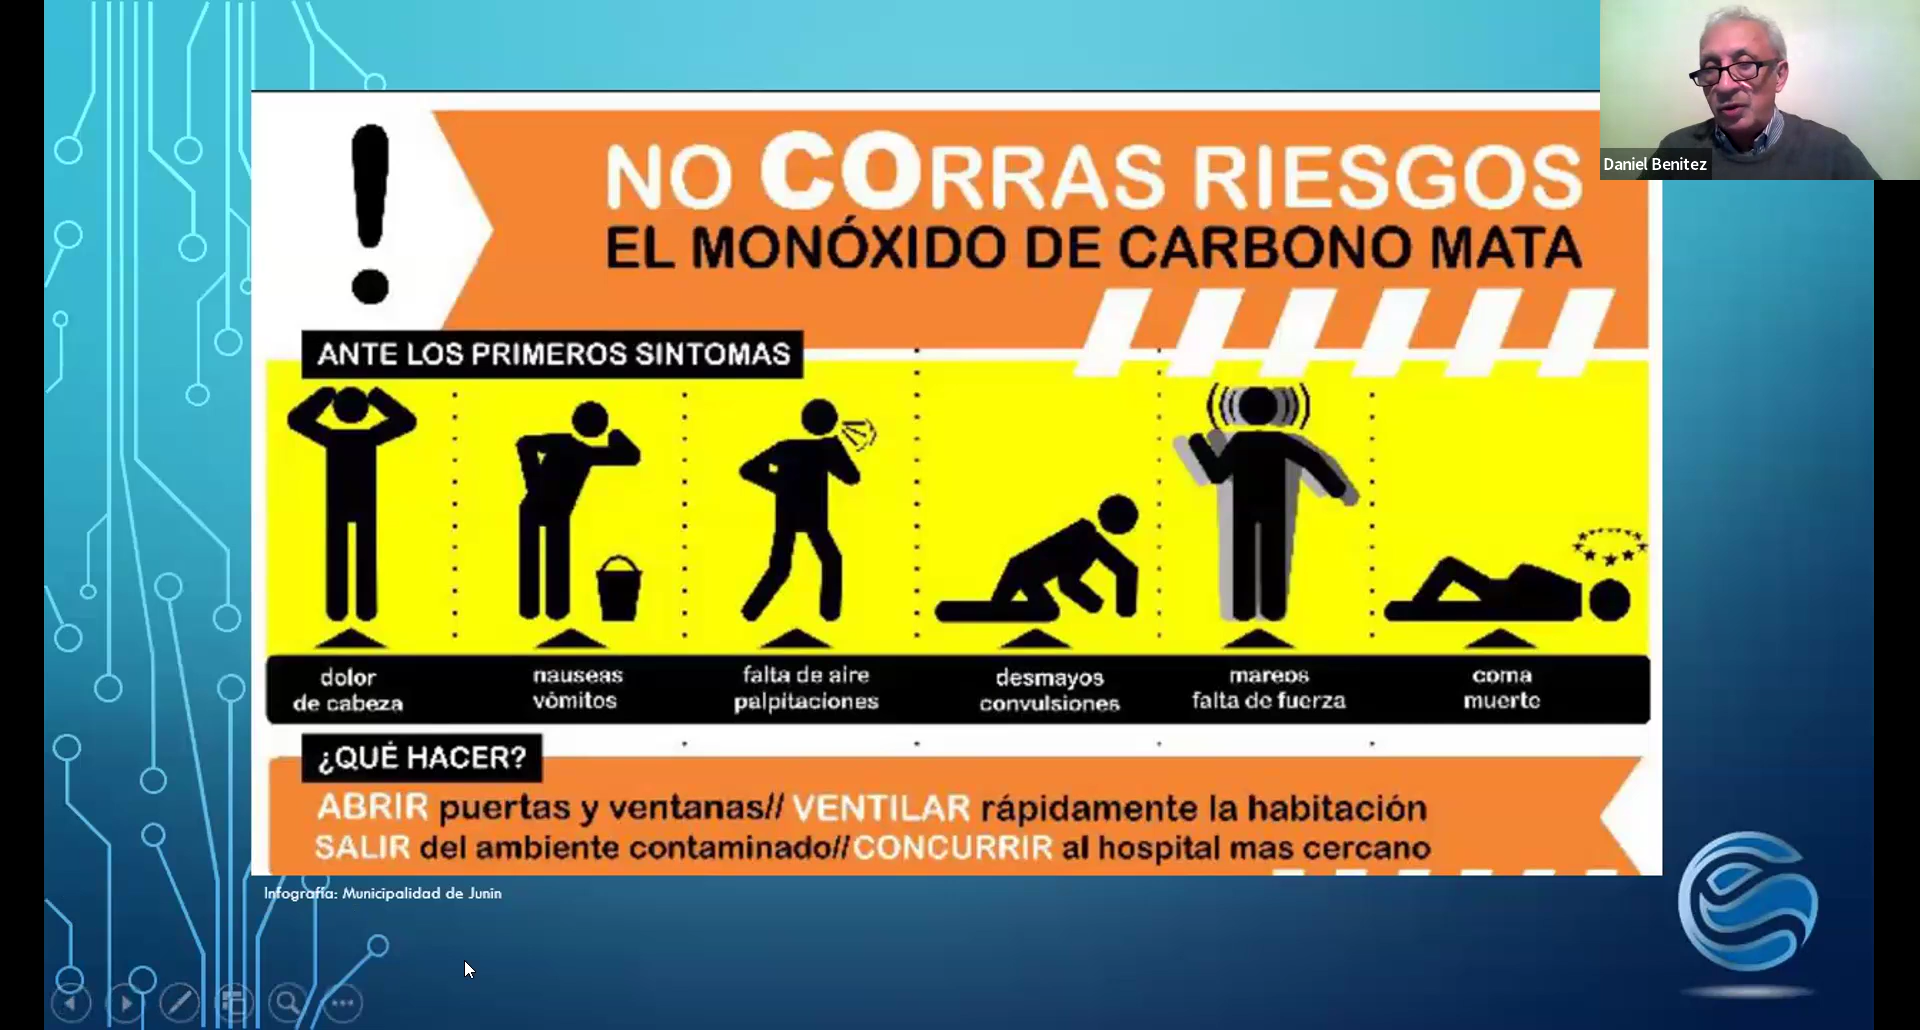 NO CORRAS RIESGOS
EL MONÓXIDO DE CARBONO MATA
Daniel Benitez
ANTE LOS PRIMEROS SINTOMAS
dolor
de cabeza
nauseas
vómitos
falta de aire
palpitaciones
desmayos
convulsiones
mareos
falta de fuerza
coma
muerte
¿QUÉ HACER?
ABRIR puertas y ventanas// VENTILAR rápidamente la habitación
SALIR del ambiente contaminado//CONCURRIR al hospital mas cercano
Infografía: Municipalidad de Junín